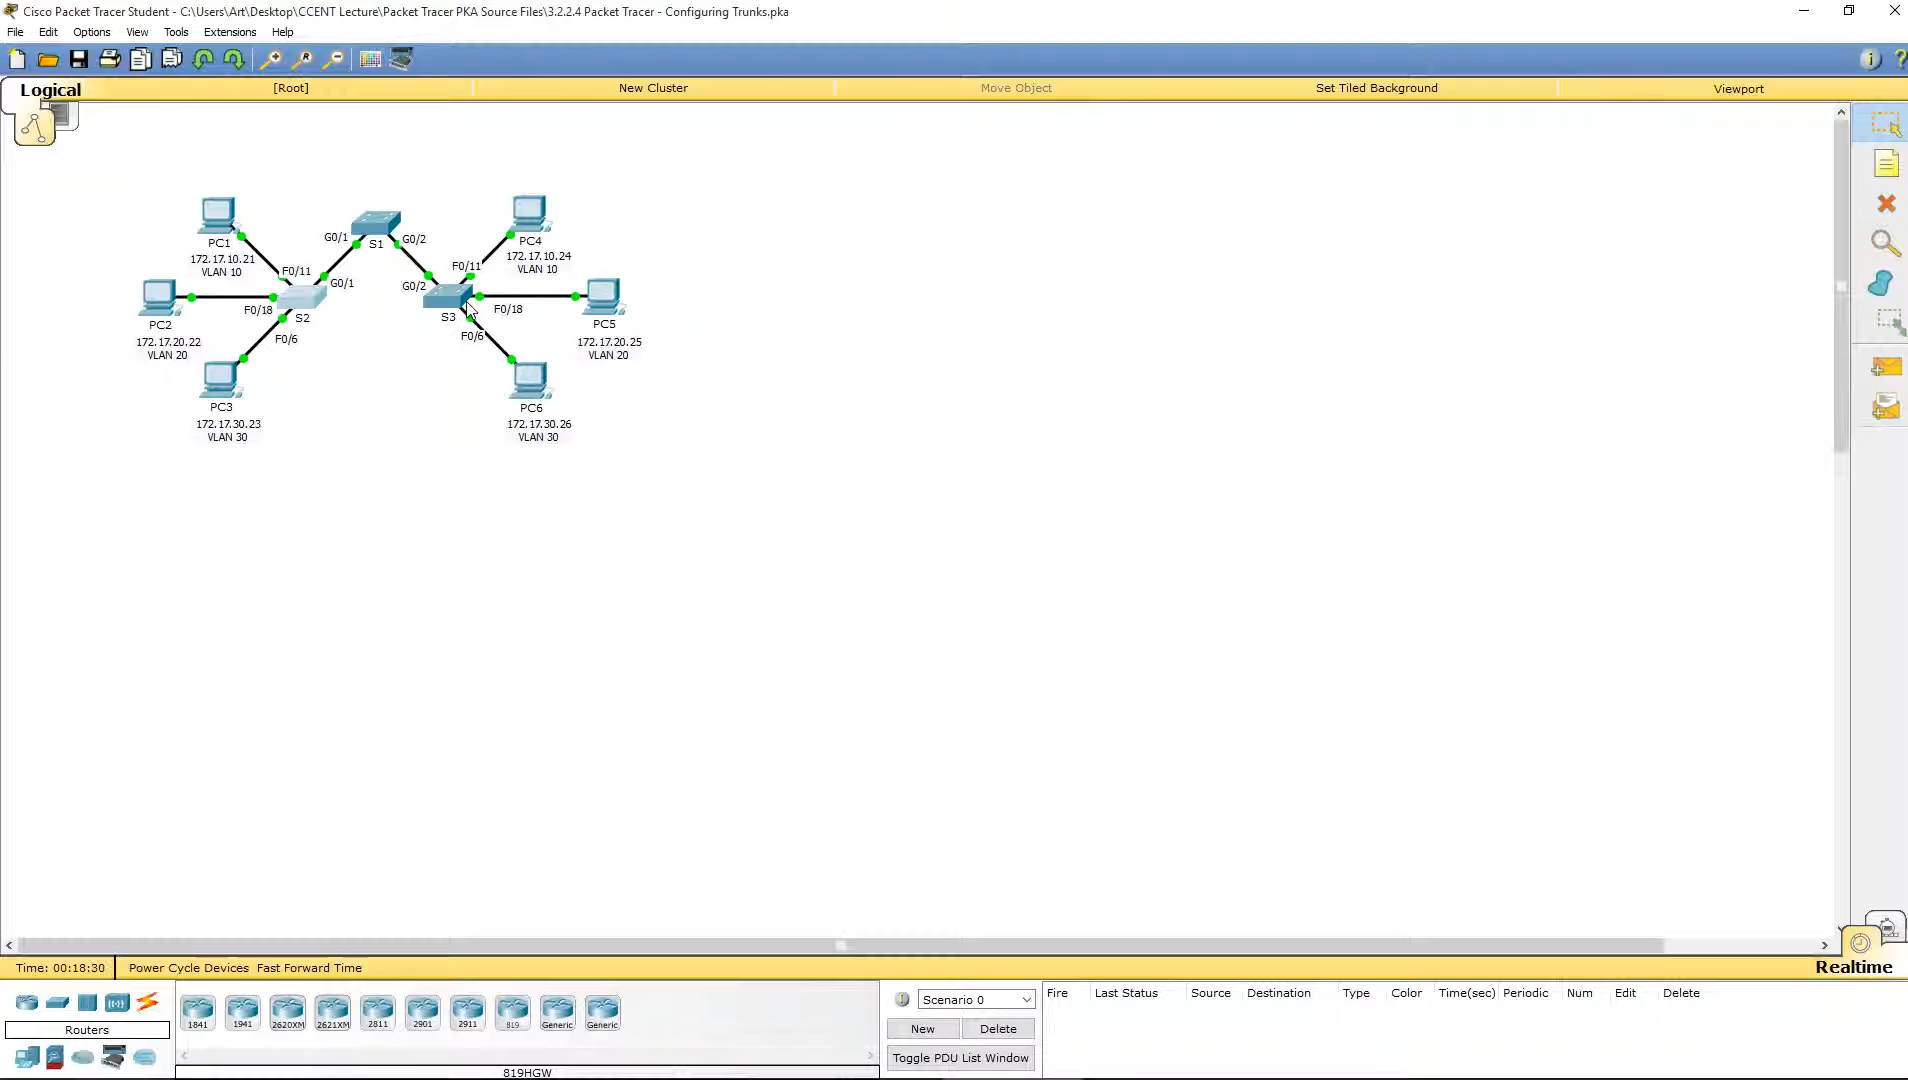 Cisco Packet Tracer Student - C:\Users\Art\Desktop\CCENT Lecture\Packet Tracer PKA Source Files\3.2.2.4 Packet Tracer - Configuring Trunks.pka
File Edit Options View Tools Extensions Help
Logical [Root] New Cluster Move Object Set Tiled Background Viewport
PC1
172.17.10.21
VLAN 10
G0/1
S1
G0/2
PC4
172.17.10.24
VLAN 10
F0/11
G0/1
G0/2
F0/11
PC2
172.17.20.22
VLAN 20
F0/18
S2
F0/6
S3
F0/18
F0/6
PC5
172.17.20.25
VLAN 20
PC3
172.17.30.23
VLAN 30
PC6
172.17.30.26
VLAN 30
Time: 00:18:30 Power Cycle Devices Fast Forward Time Realtime
Routers
1841 1941 2620XM 2621XM 2811 2901 2911 819 Generic Generic
819HGW
Scenario 0
New Delete
Toggle PDU List Window
Fire Last Status Source Destination Type Color Time(sec) Periodic Num Edit Delete